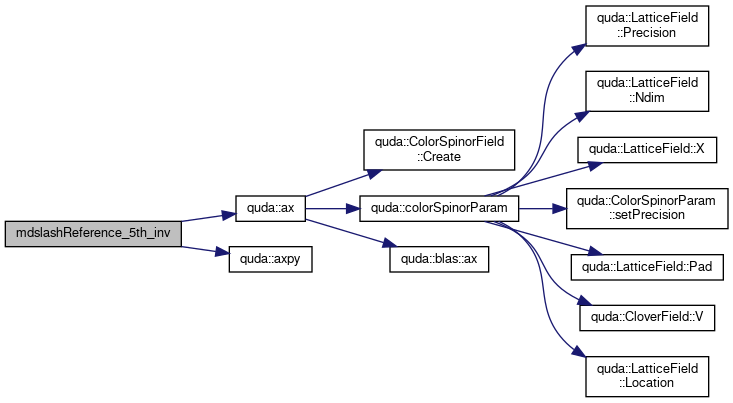 mdslashReference_5th_inv
quda::ax
quda::axpy
quda::ColorSpinorField
::Create
quda::colorSpinorParam
quda::blas::ax
quda::LatticeField
::Precision
quda::LatticeField
::Ndim
quda::LatticeField::X
quda::ColorSpinorParam
::setPrecision
quda::LatticeField::Pad
quda::CloverField::V
quda::LatticeField
::Location